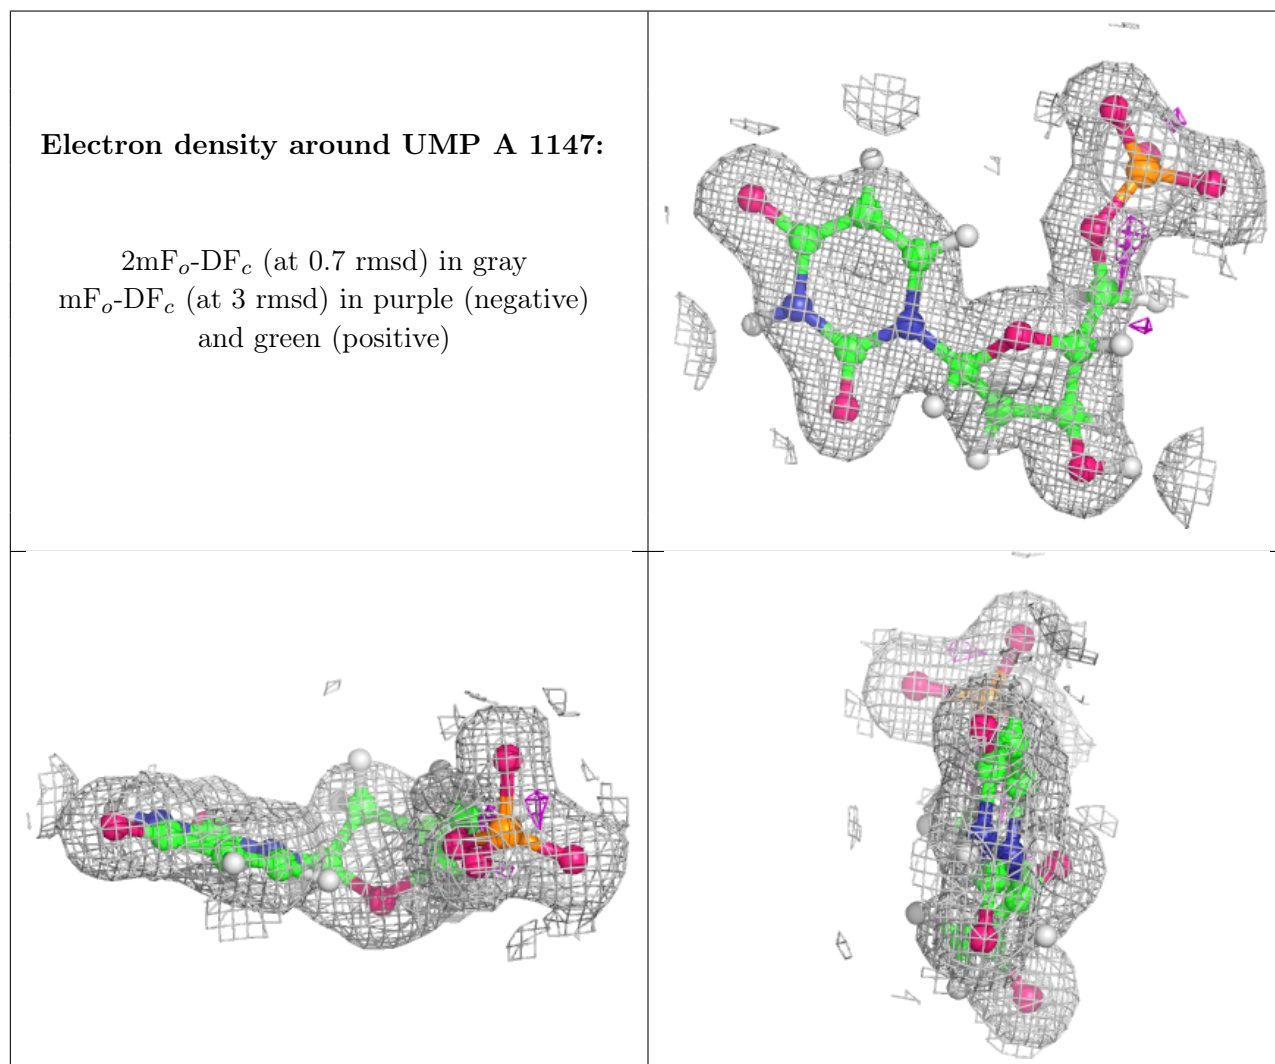 Electron density around UMP A 1147:
2mFo-DFc (at 0.7 rmsd) in gray
mFo-DFc (at 3 rmsd) in purple (negative)
and green (positive)